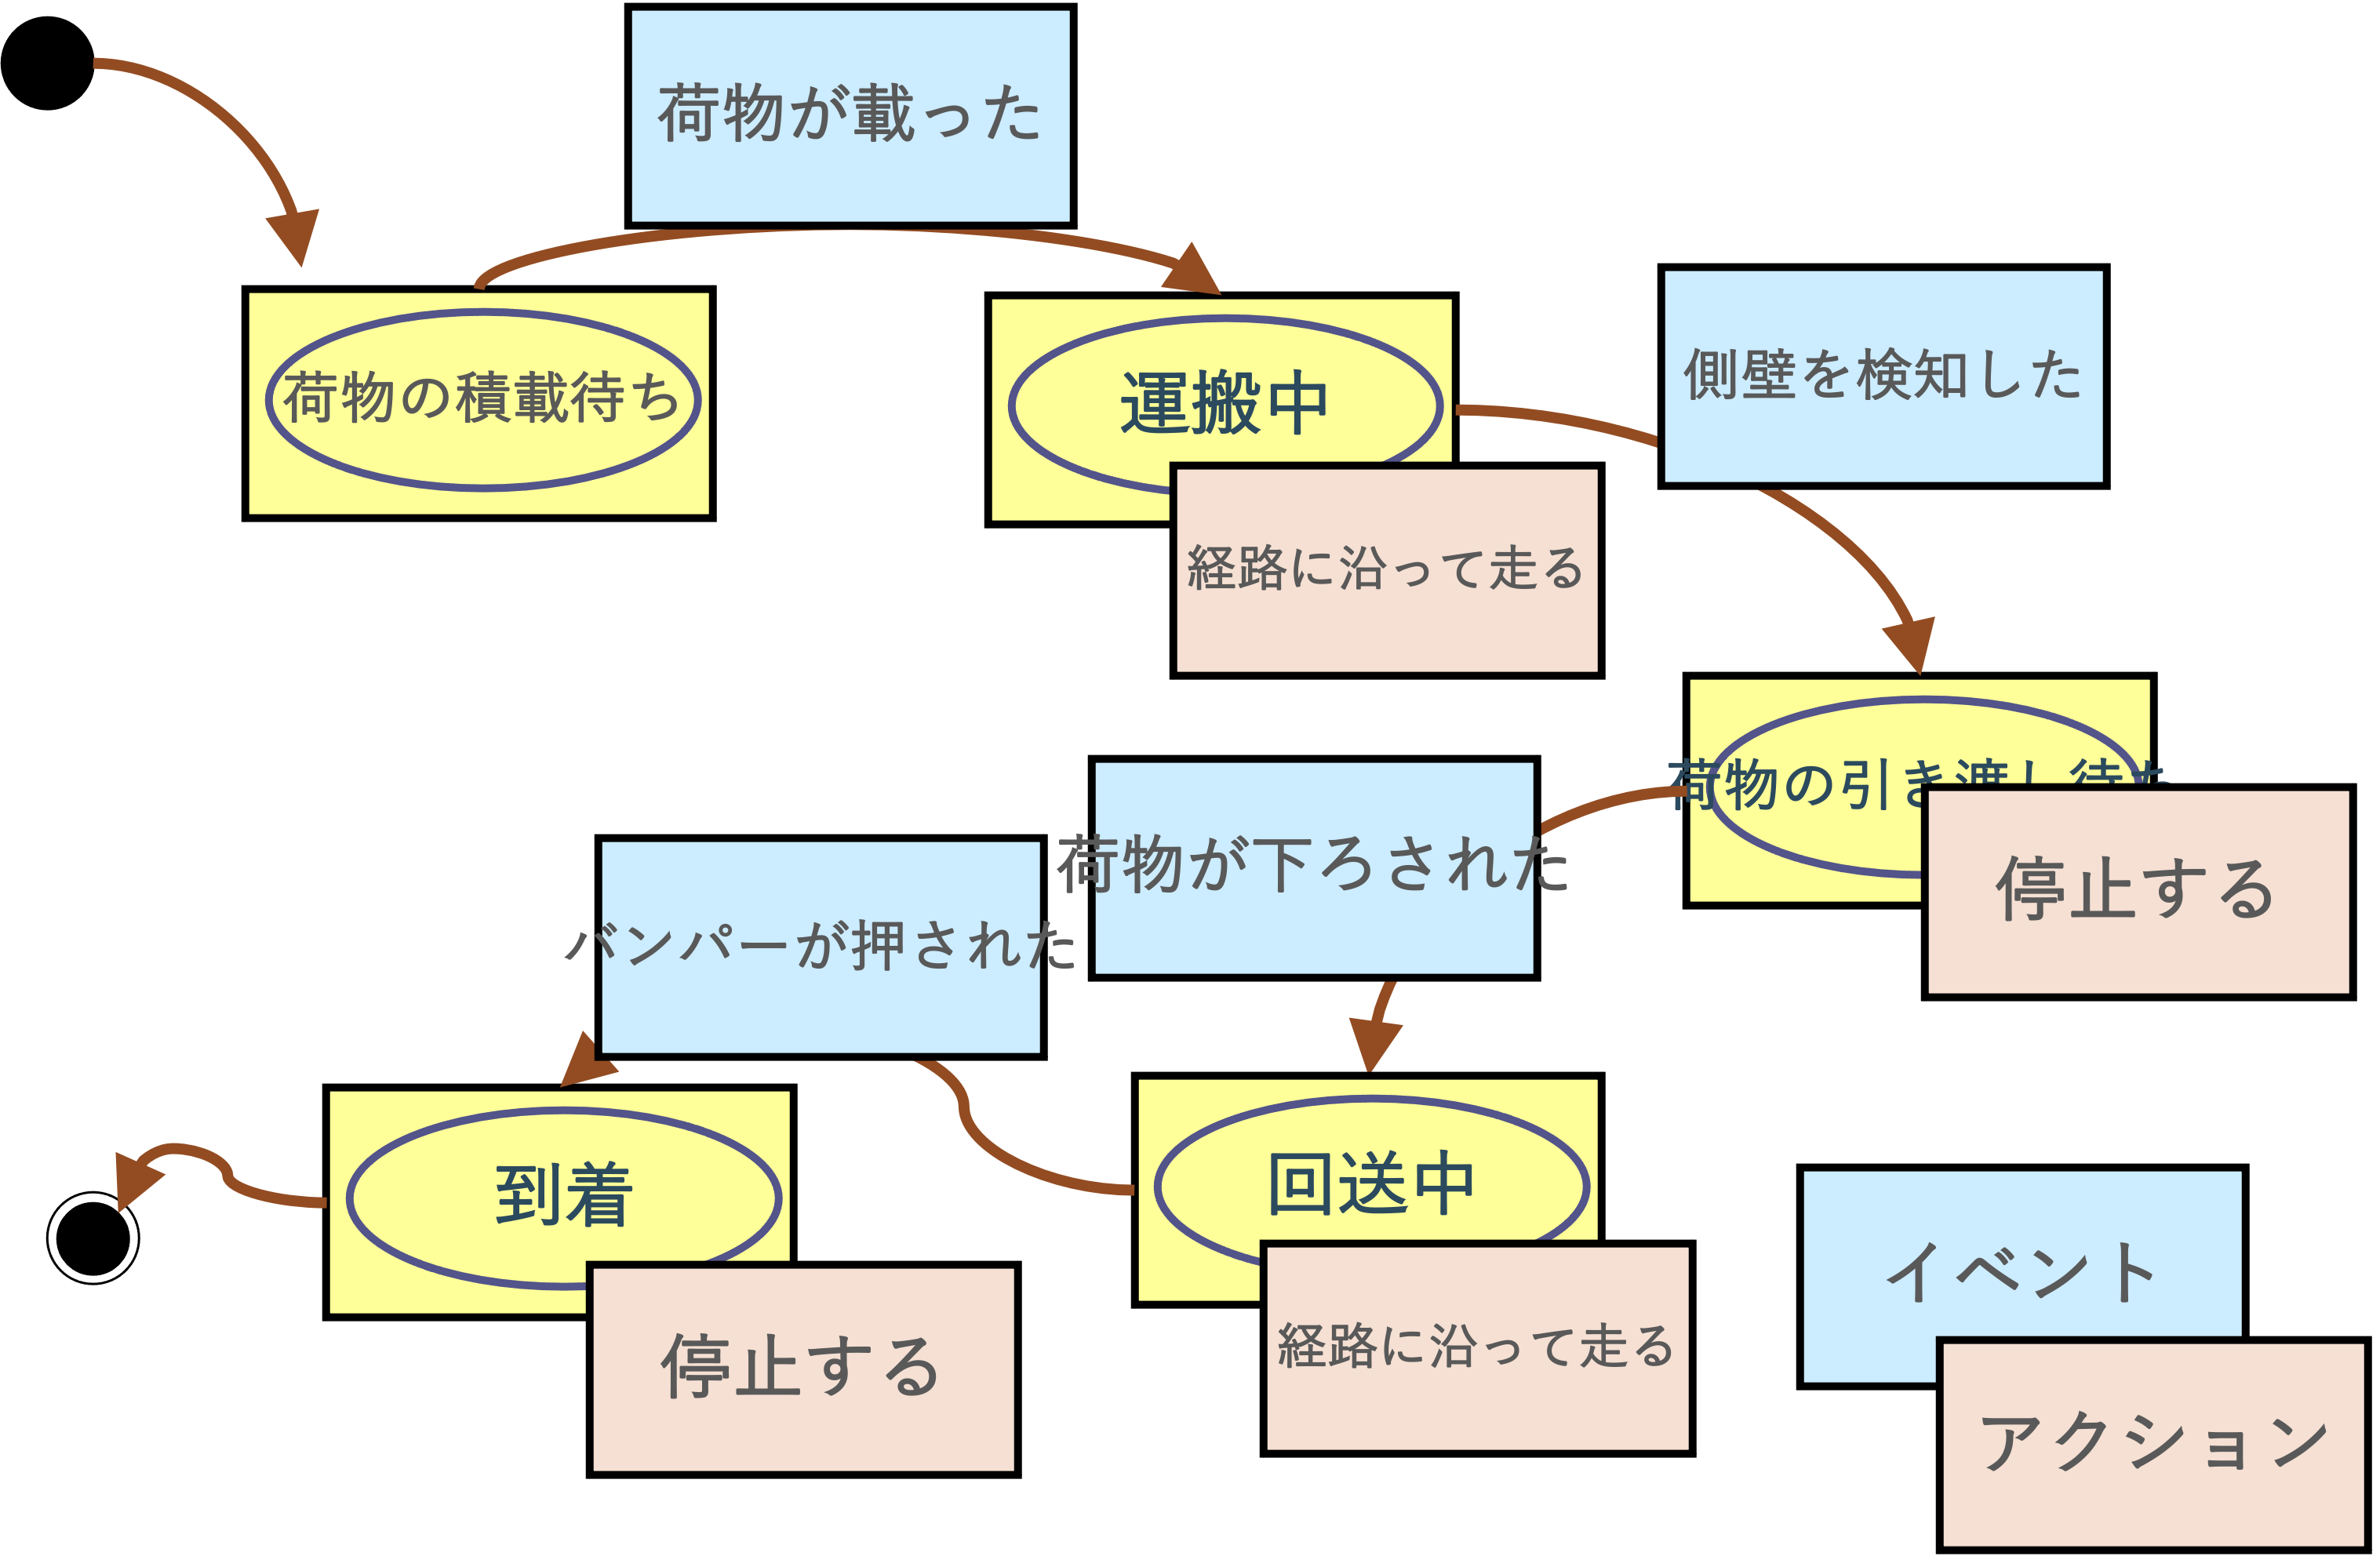 荷物が載った
荷物の積載待ち
運搬中
側壁を検知した
経路に沿って走る
荷物の引き渡し待ち
停止する
荷物が下ろされた
バンパーが押された
到着
停止する
回送中
経路に沿って走る
イベント
アクション